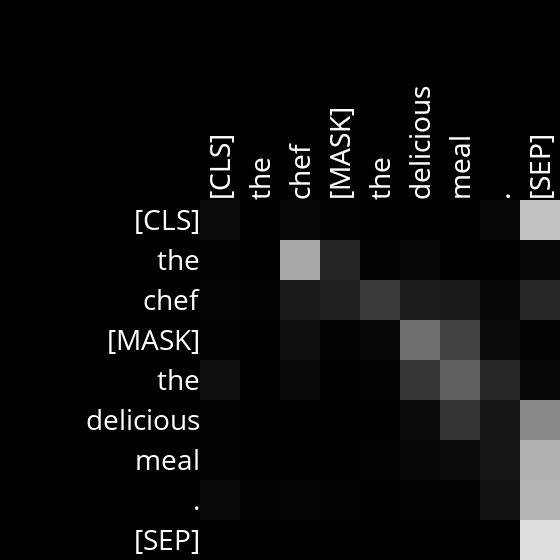 [CLS] the chef [MASK] the delicious meal . [SEP]
[CLS]
the
chef
[MASK]
the
delicious
meal
.
[SEP]